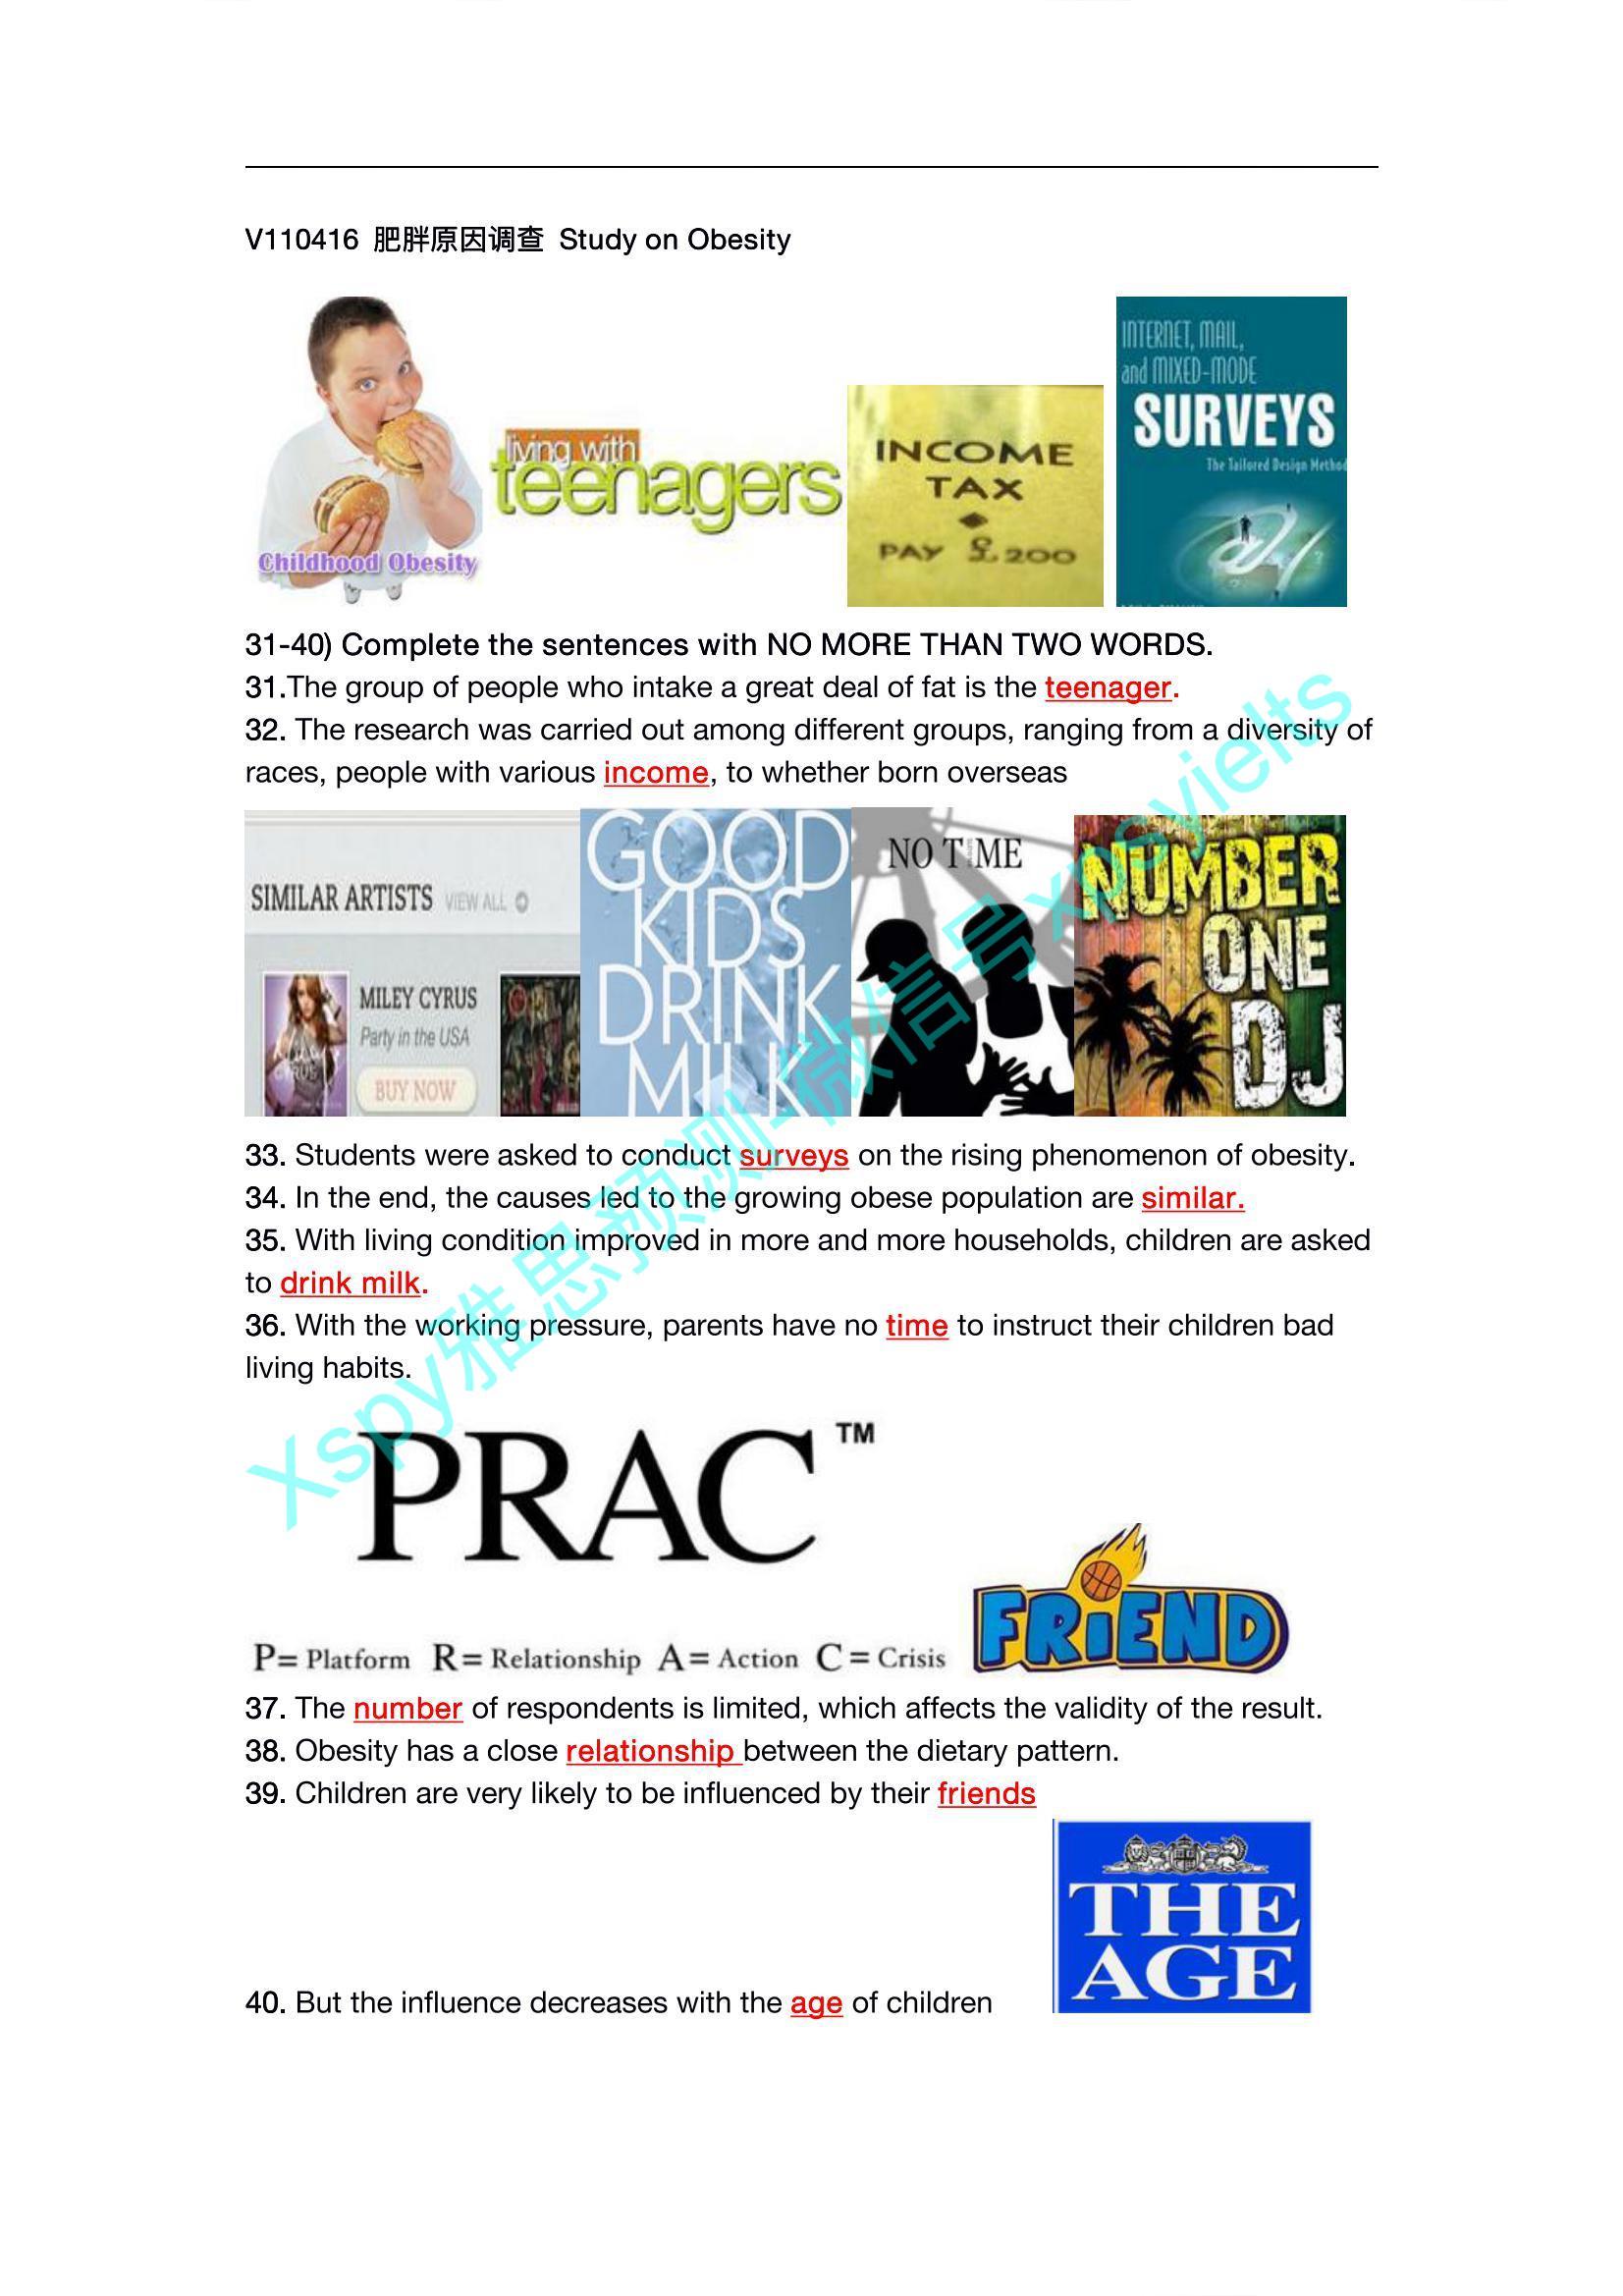 V110416 肥胖原因调查 Study on Obesity
Childhood Obesity
living with
teenagers
INCOME
TAX
PAY £200
INTERNET, MAIL,
and MIXED-MODE
SURVEYS
The Tailored Design Method
31-40) Complete the sentences with NO MORE THAN TWO WORDS.
31.The group of people who intake a great deal of fat is the teenager.
32. The research was carried out among different groups, ranging from a diversity of
races, people with various income, to whether born overseas
SIMILAR ARTISTS VIEW ALL
MILEY CYRUS
Party in the USA
BUY NOW
GOOD
KIDS
DRINK
MILK
NO TIME
NUMBER
ONE
DJ
33. Students were asked to conduct surveys on the rising phenomenon of obesity.
34. In the end, the causes led to the growing obese population are similar.
35. With living condition improved in more and more households, children are asked
to drink milk.
36. With the working pressure, parents have no time to instruct their children bad
living habits.
PRAC™
P= Platform R= Relationship A= Action C= Crisis
FRiEND
37. The number of respondents is limited, which affects the validity of the result.
38. Obesity has a close relationship between the dietary pattern.
39. Children are very likely to be influenced by their friends
THE
AGE
40. But the influence decreases with the age of children
Xspy雅思预测-微信号xpsyielts